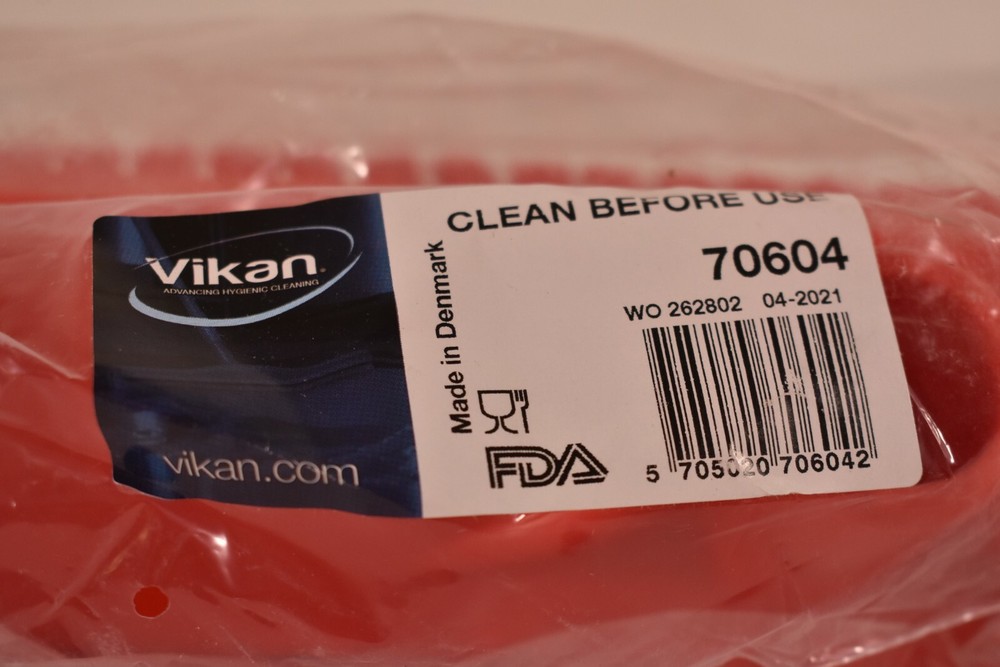 Vikan
ADVANCING HYGIENIC CLEANING
vikan.com
Made in Denmark
CLEAN BEFORE USE
70604
WO 262802 04-2021
FDA
5 705020 706042